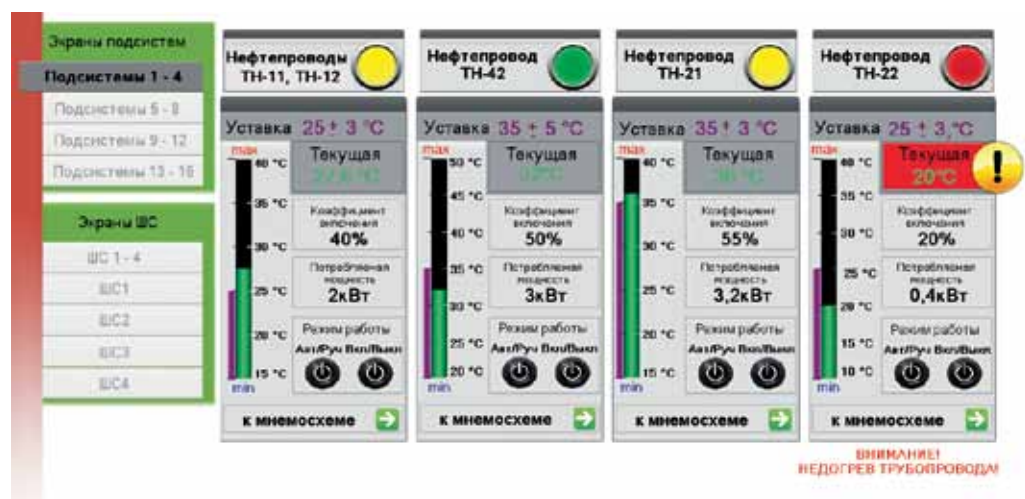 Экраны подсистем
Подсистемы 1 - 4
Подсистемы 5 - 8
Подсистемы 9 - 12
Подсистемы 13 - 16
Экраны ШС
ШС 1 - 4
ШС1
ШС2
ШС3
ШС4
Нефтепроводы
ТН-11, ТН-12
Уставка 25 ± 3 °C
max
40 °C
35 °C
30 °C
25 °C
20 °C
15 °C
min
Текущая
Коэффициент
включения
40%
Потребляемая
мощность
2кВт
Режим работы
Авт/Руч Вкл/Выкл
к мнемосхеме
Нефтепровод
ТН-42
Уставка 35 ± 5 °C
max
50 °C
45 °C
40 °C
35 °C
30 °C
25 °C
20 °C
min
Текущая
32°C
Коэффициент
включения
50%
Потребляемая
мощность
3кВт
Режим работы
Авт/Руч Вкл/Выкл
к мнемосхеме
Нефтепровод
ТН-21
Уставка 35 ± 3 °C
max
40 °C
35 °C
30 °C
25 °C
20 °C
15 °C
min
Текущая
Коэффициент
включения
55%
Потребляемая
мощность
3,2кВт
Режим работы
Авт/Руч Вкл/Выкл
к мнемосхеме
Нефтепровод
ТН-22
Уставка 25 ± 3,°C
max
40 °C
35 °C
30 °C
25 °C
20 °C
15 °C
10 °C
min
Текущая
20°C
!
Коэффициент
включения
20%
Потребляемая
мощность
0,4кВт
Режим работы
Авт/Руч Вкл/Выкл
к мнемосхеме
ВНИМАНИЕ!
НЕДОГРЕВ ТРУБОПРОВОДА!